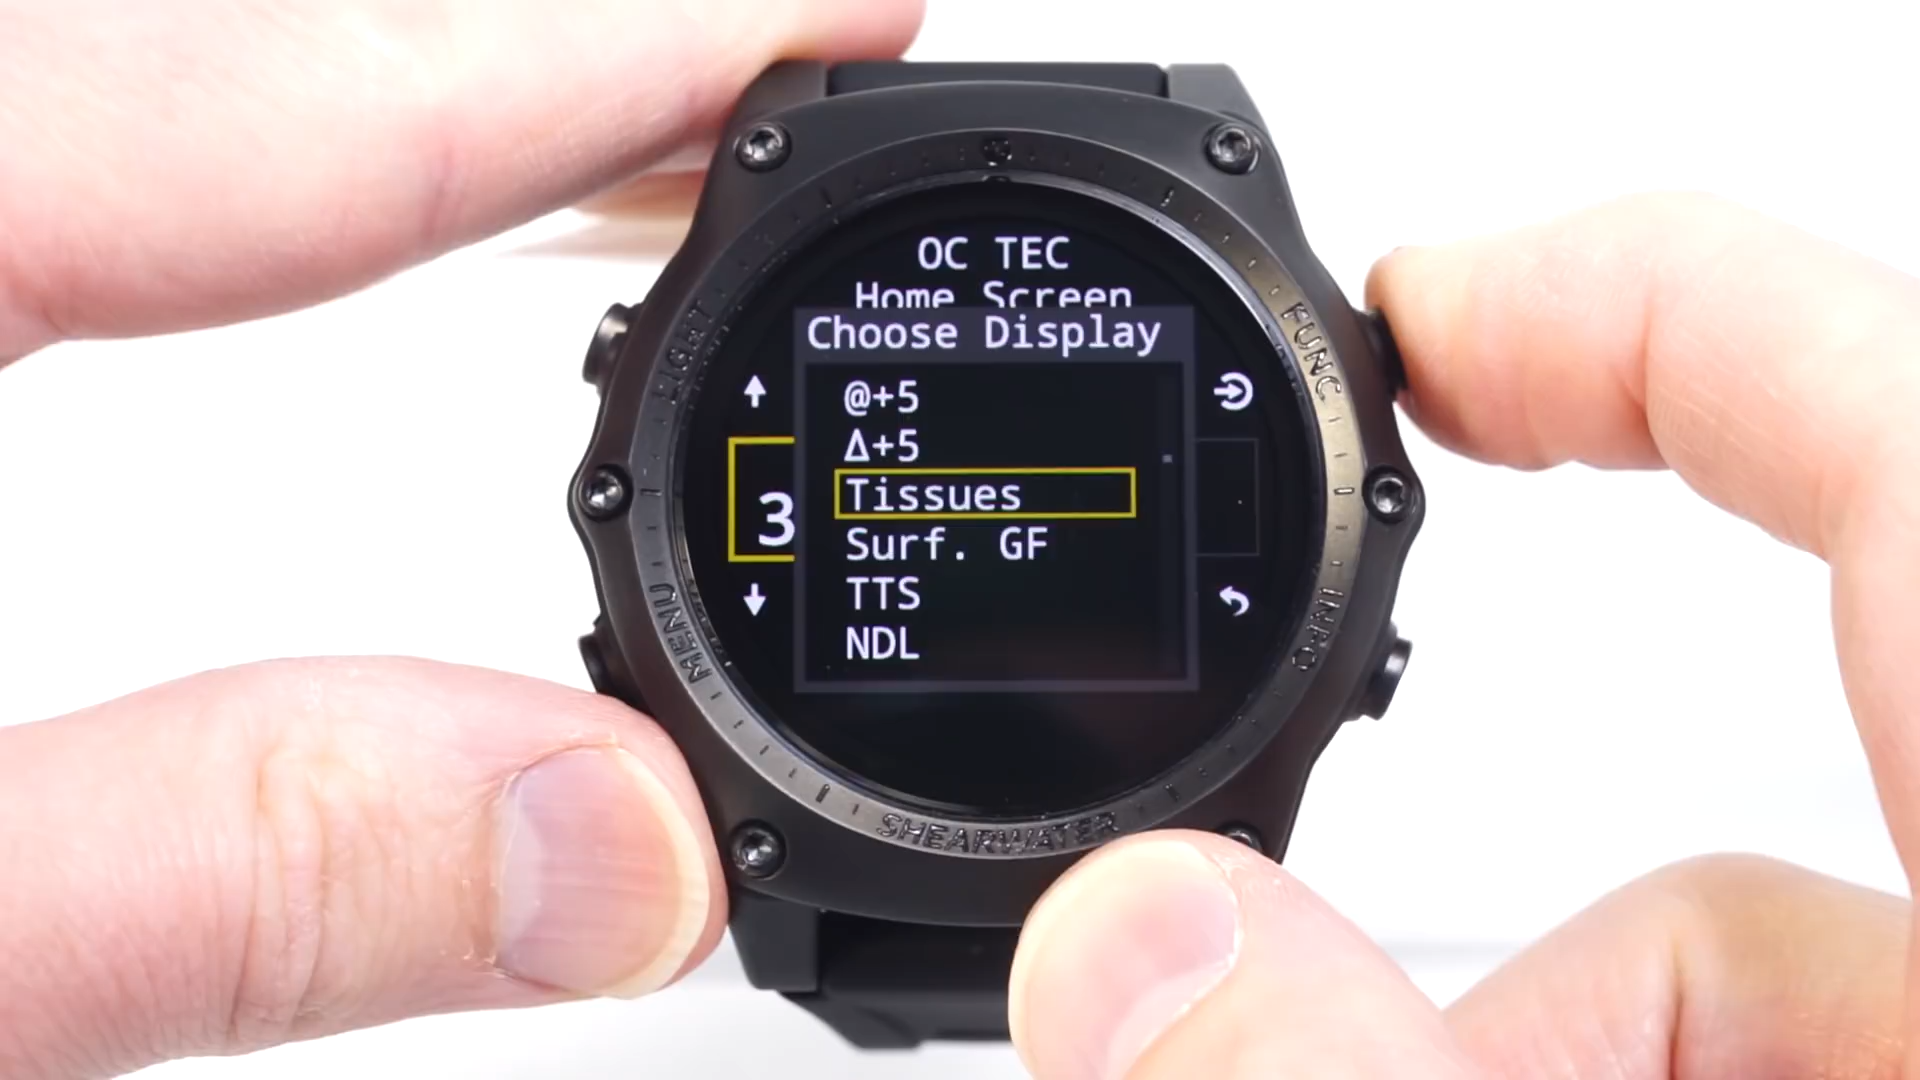 OC TEC
Home Screen
Choose Display
@+5
Δ+5
Tissues
Surf. GF
TTS
NDL
3
LIGHT
FUNC
MENU
INFO
SHEARWATER